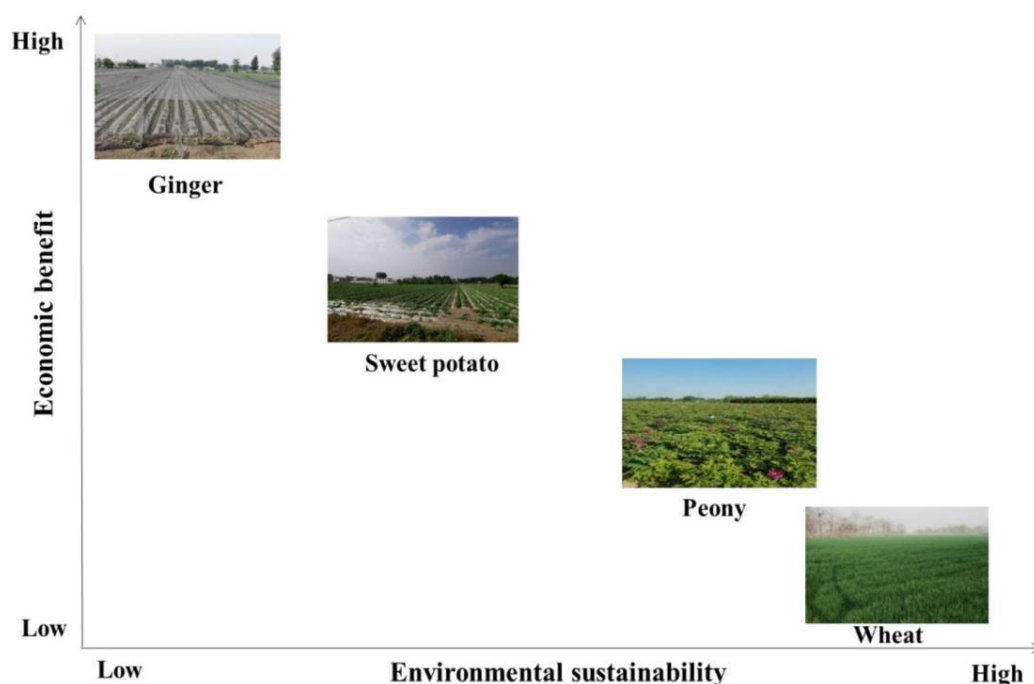 High
Ginger
Economic benefit
Sweet potato
Peony
Low
Wheat
Low
Environmental sustainability
High